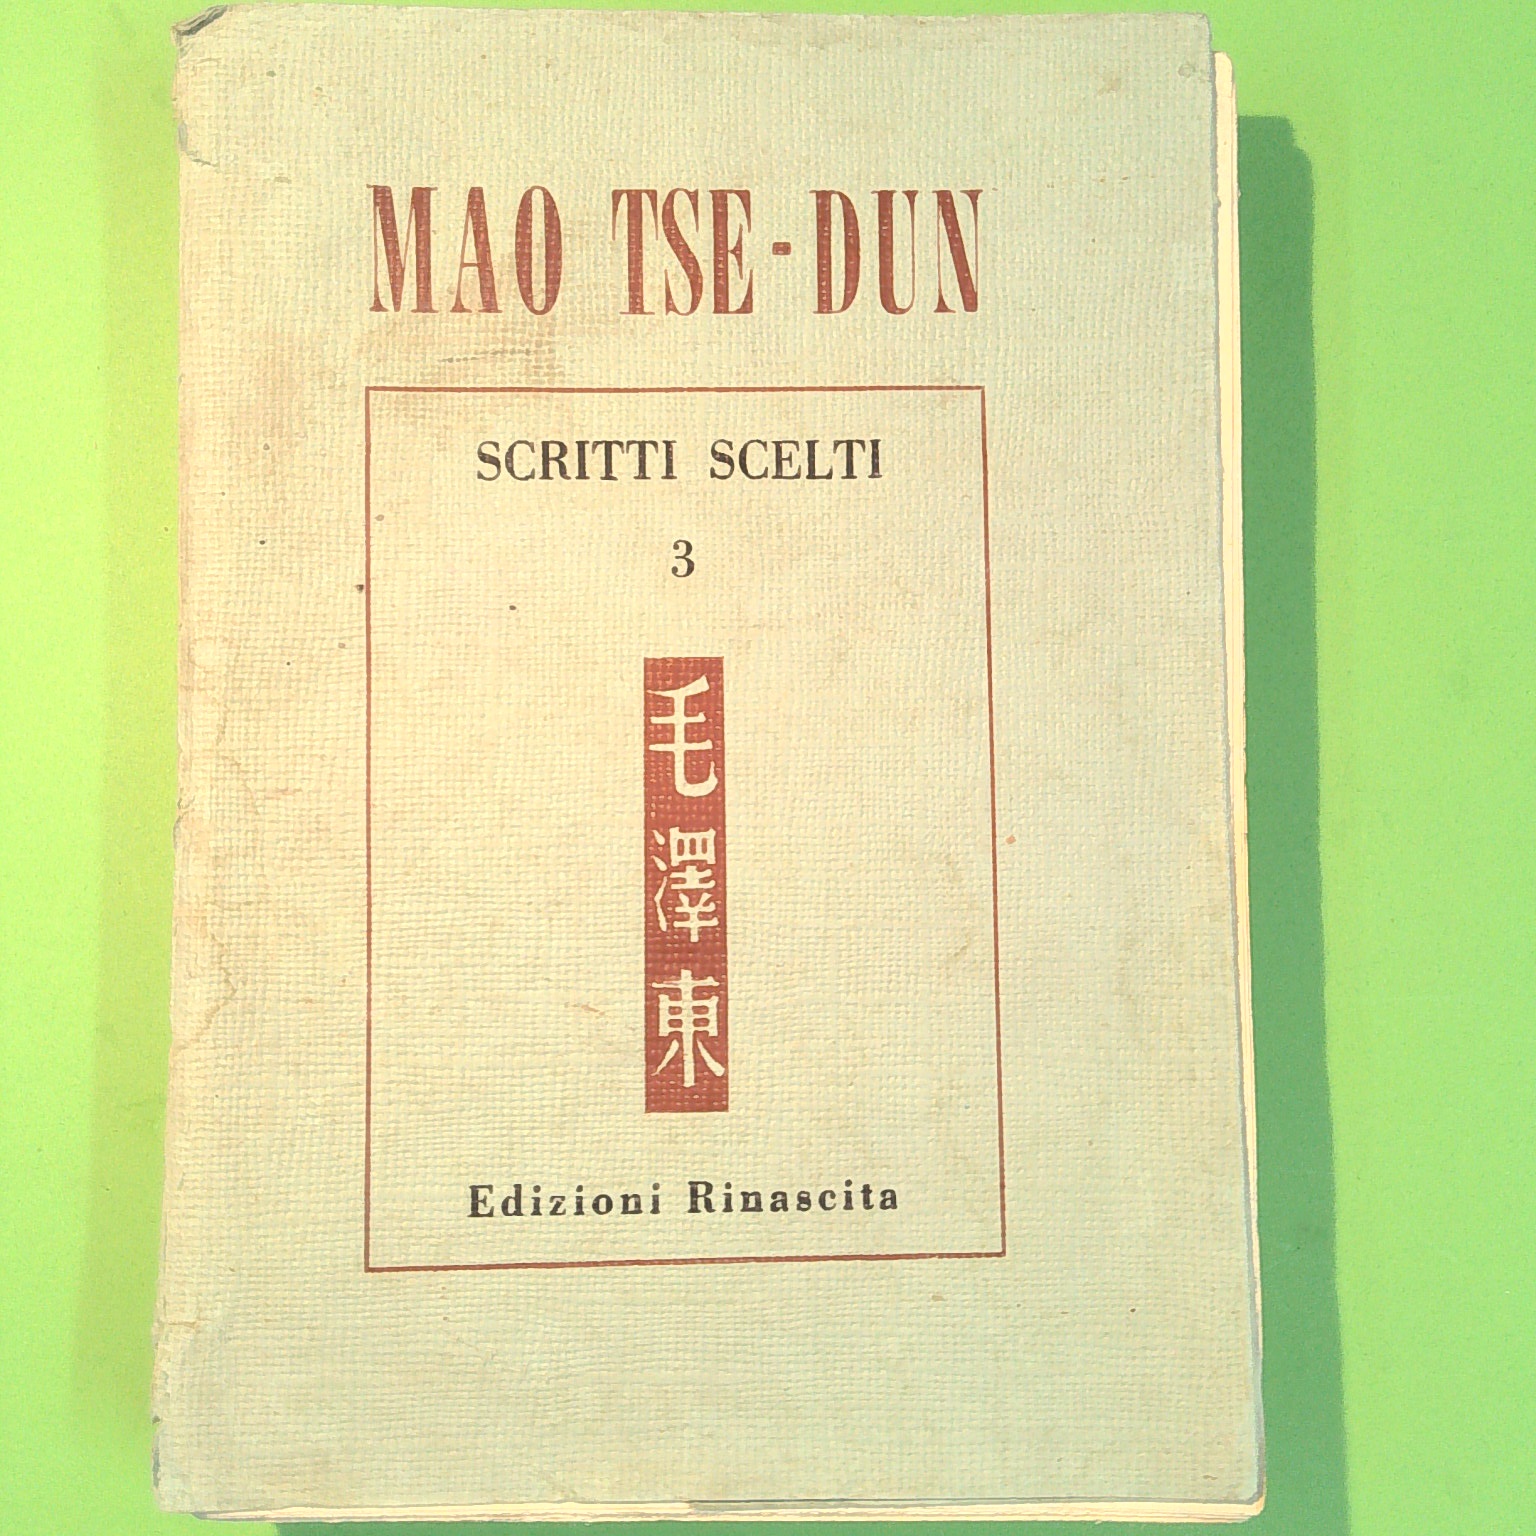 MAO TSE-DUN
SCRITTI SCELTI
3
毛澤東
Edizioni Rinascita